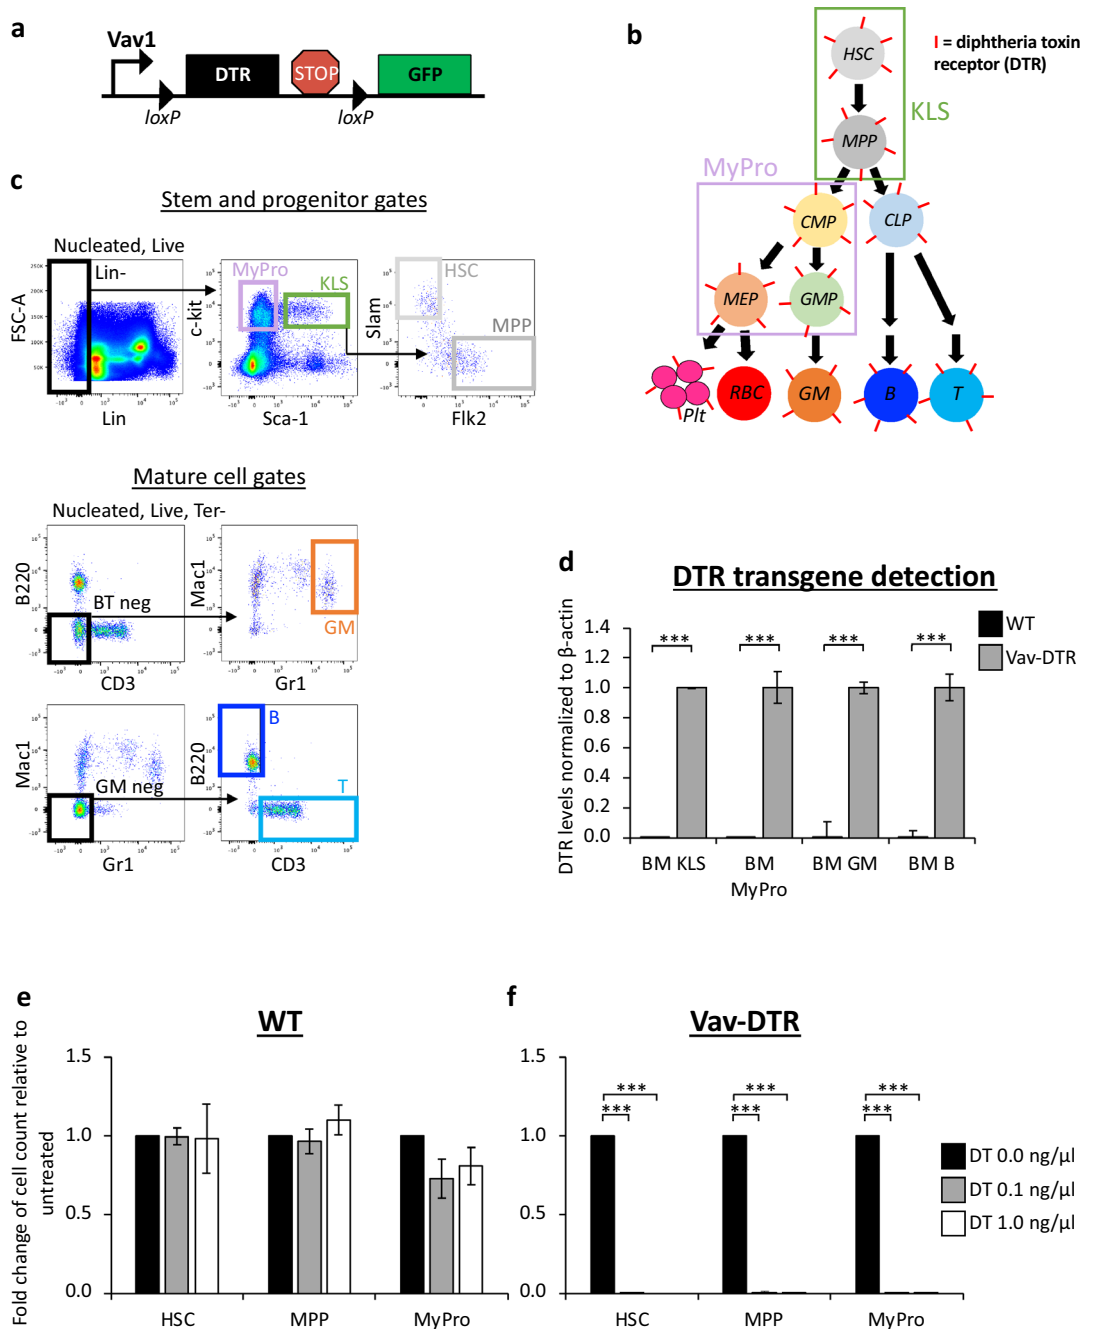 a
Vav1
DTR
STOP
GFP
loxP
loxP
b
I = diphtheria toxin
receptor (DTR)
HSC
KLS
MPP
MyPro
CMP
CLP
MEP
GMP
Plt
RBC
GM
B
T
c
Stem and progenitor gates
Nucleated, Live
Lin-
FSC-A
250K
200K
150K
100K
50K
Lin
MyPro
KLS
c-kit
Sca-1
HSC
MPP
Slam
Flk2
Mature cell gates
Nucleated, Live, Ter-
B220
BT neg
CD3
Mac1
GM
Gr1
Mac1
GM neg
Gr1
B220
B
T
CD3
d
DTR transgene detection
WT
Vav-DTR
DTR levels normalized to β-actin
1.4
1.2
1.0
0.8
0.6
0.4
0.2
0.0
*** *** *** ***
BM KLS BM MyPro BM GM BM B
e
WT
Fold change of cell count relative to
untreated
1.5
1.0
0.5
0.0
HSC MPP MyPro
f
Vav-DTR
1.5
1.0
0.5
0.0
*** *** ***
*** *** ***
HSC MPP MyPro
DT 0.0 ng/µl
DT 0.1 ng/µl
DT 1.0 ng/µl